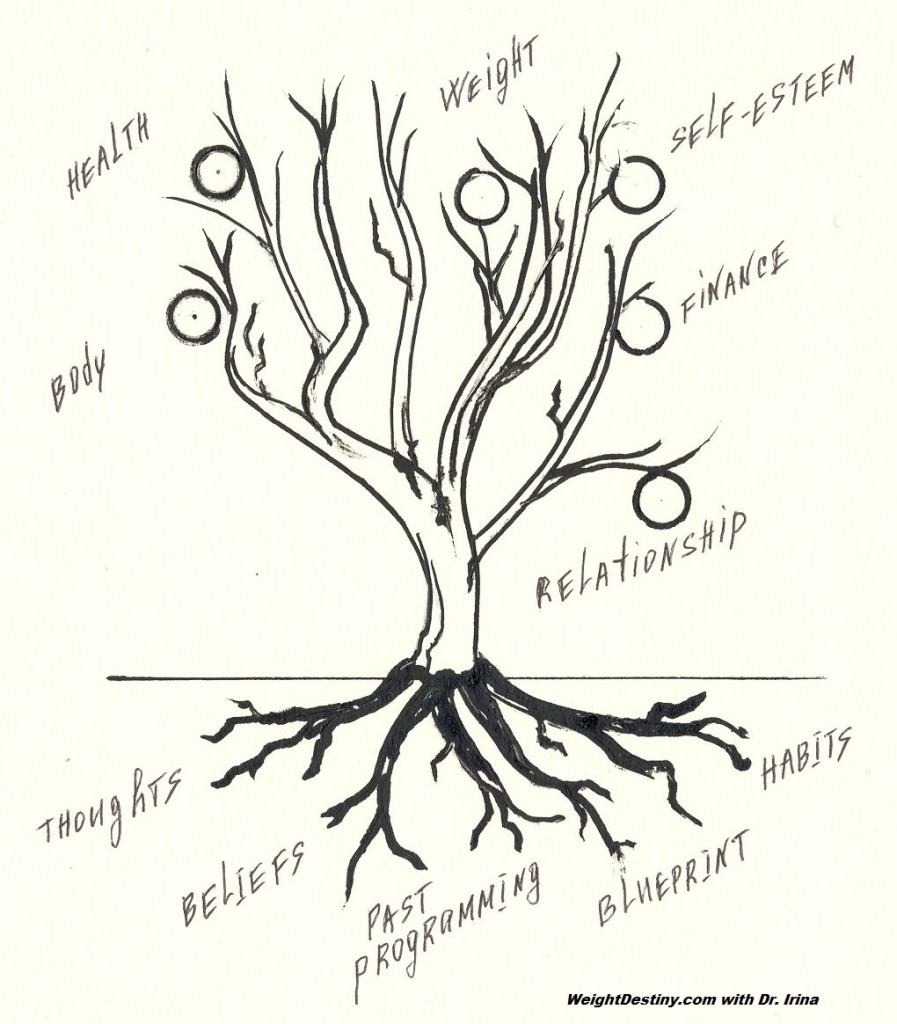 WEigHT
HEALTH
SELF-ESTEEM
FiNANCE
BODy
RELAtiONSHiP
HABiTS
THOugHTS
BLUEPRiNT
BELiEFS
PAST
PROgRAMMiNg
WeightDestiny.com with Dr. Irina